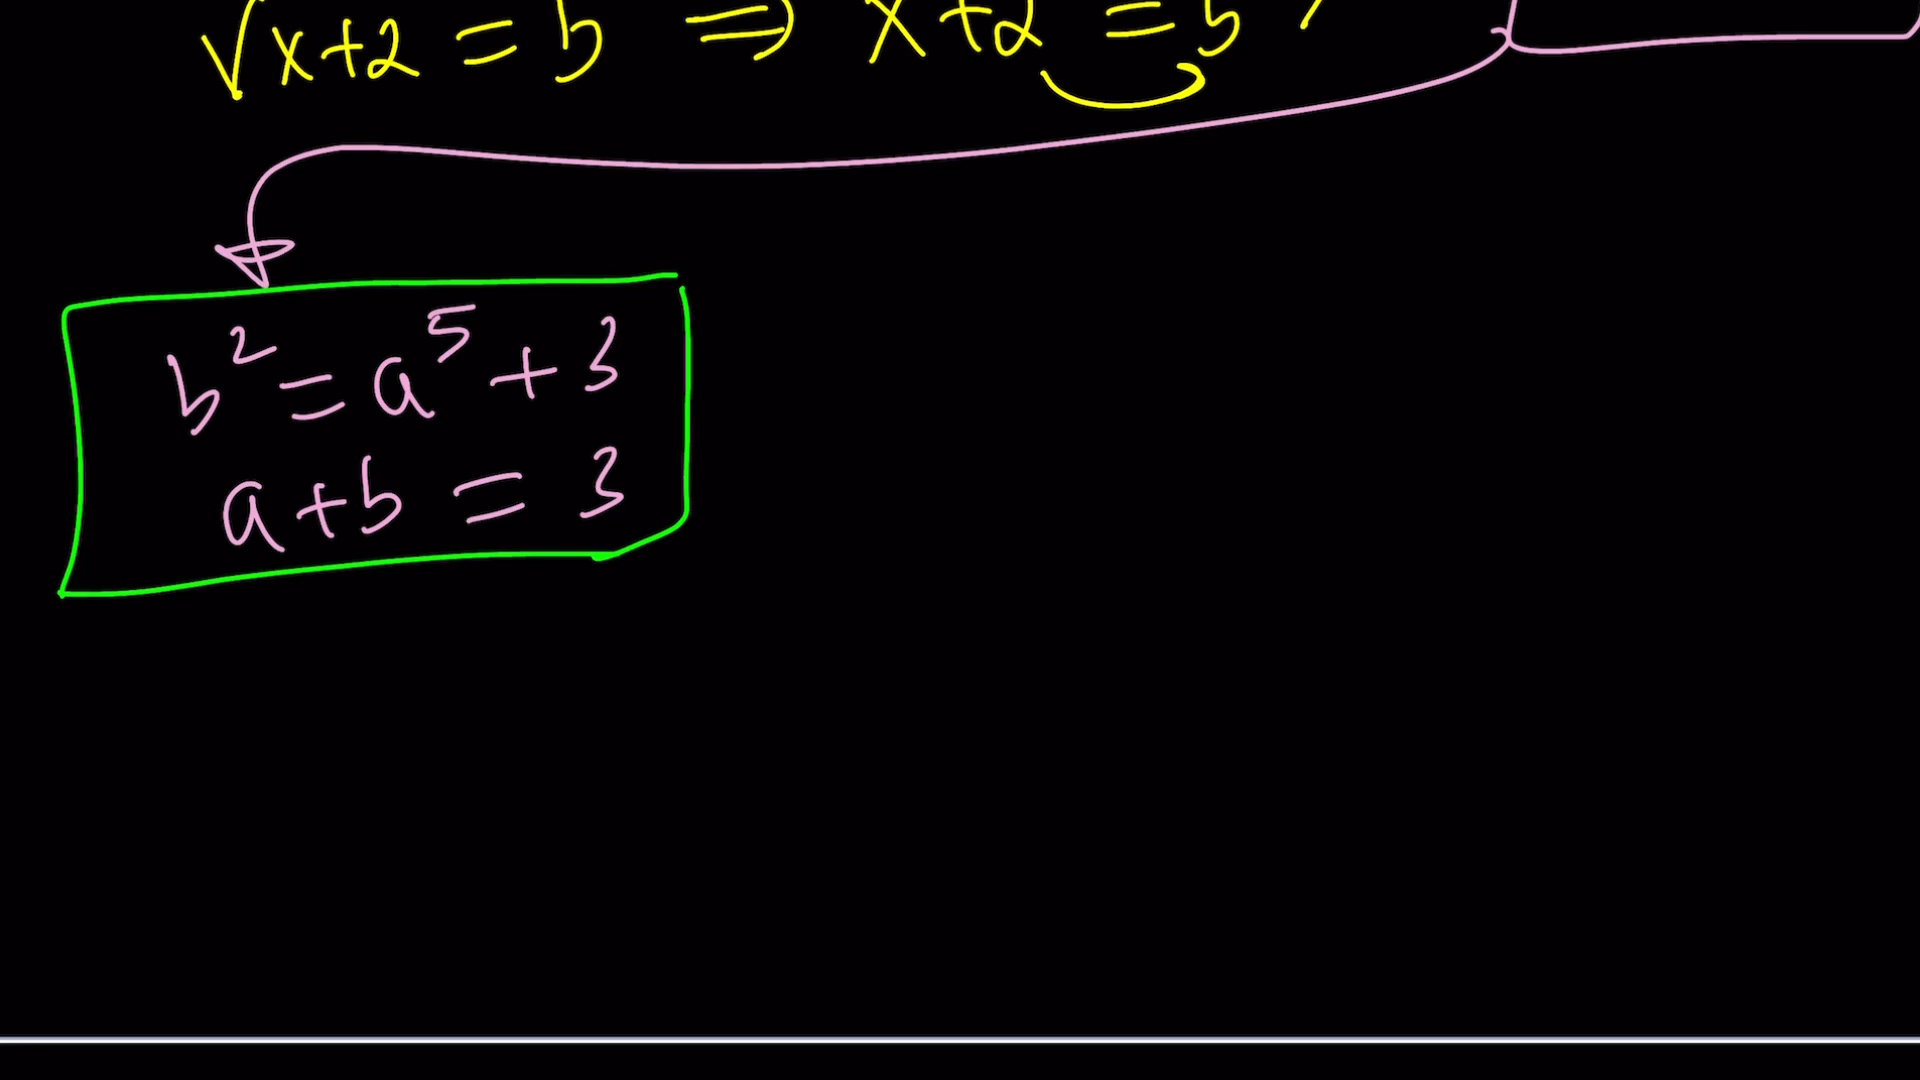 √x+2 = b ⇒ x+2 = b
b² = a⁵ + 3
a + b = 3